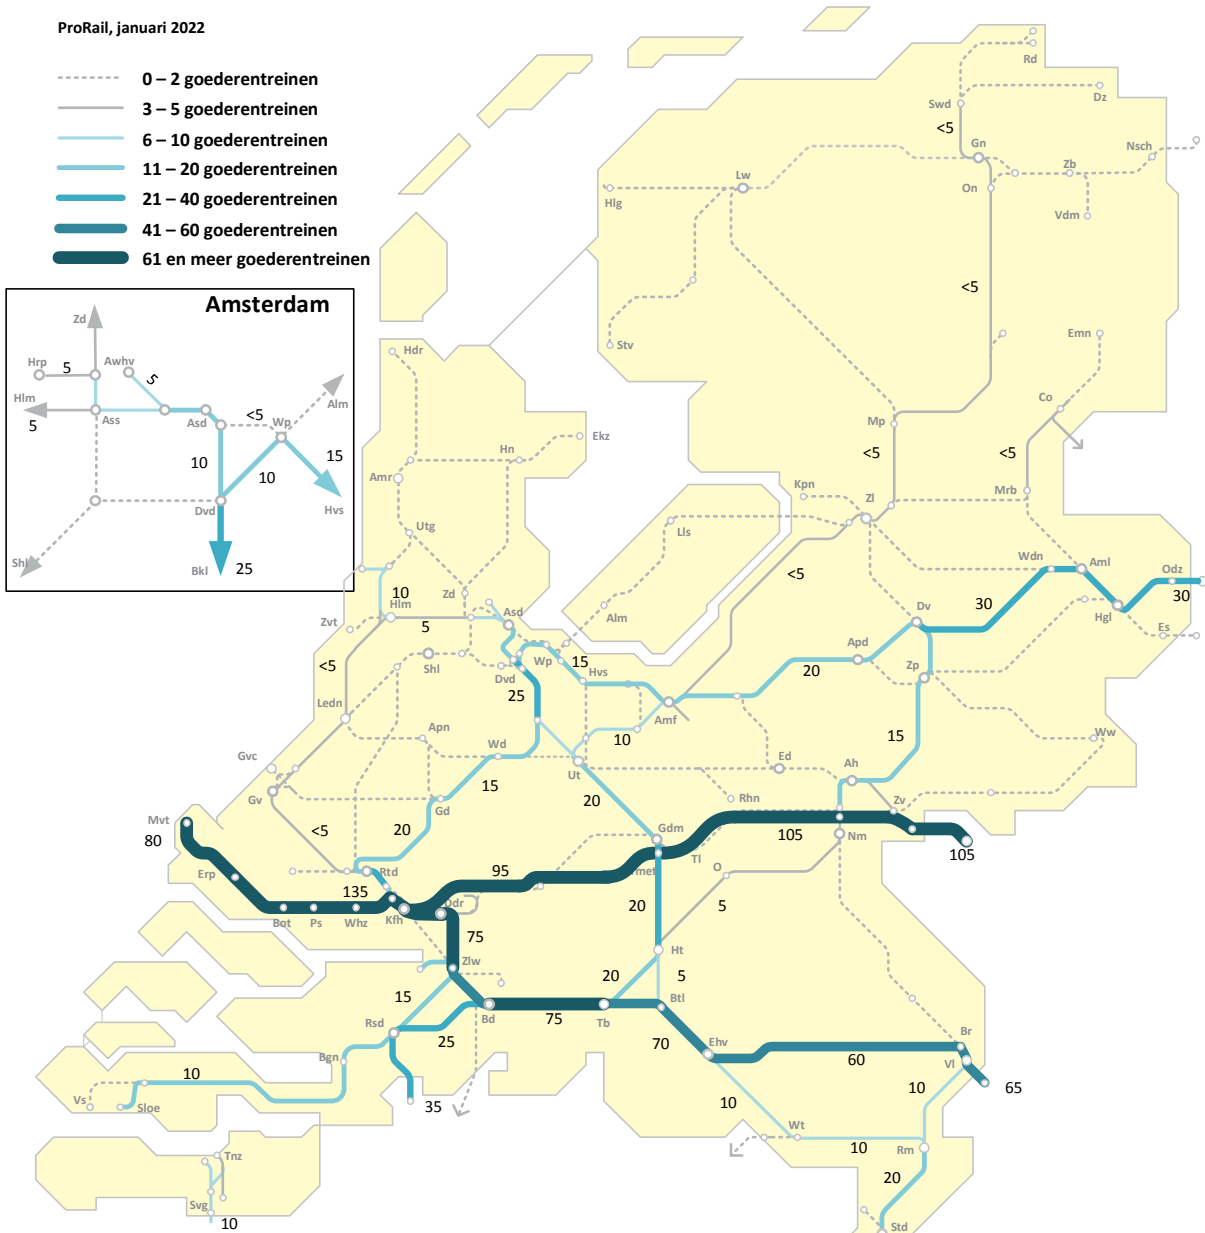 ProRail, januari 2022
0 – 2 goederentreinen
3 – 5 goederentreinen
6 – 10 goederentreinen
11 – 20 goederentreinen
21 – 40 goederentreinen
41 – 60 goederentreinen
61 en meer goederentreinen
Amsterdam
Zd
Hrp
5
Awhv
5
Hlm
5
Ass
Asd
<5
Wp
Alm
10
10
15
Dvd
Hvs
Shl
Bkl
25
Rd
Swd
Dz
<5
Gn
Nsch
Zb
On
Vdm
Lw
Hlg
<5
Stv
Emn
Hdr
Co
Mp
Ekz
Hn
<5
<5
Amr
Kpn
Mrb
Zl
Utg
Lls
Wdn
Aml
Odz
<5
30
10
Zd
Hlm
Alm
30
Hgl
5
Asd
Dv
Es
Zvt
Apd
<5
Shl
Wp
15
20
Zp
Dvd
Hvs
25
Ledn
Amf
Apn
10
15
Ww
Wd
Gvc
Ut
Ed
Ah
Gv
15
20
Rhn
Zv
Gd
Mvt
<5
20
Gdm
105
Nm
80
Tl
105
rmet
Erp
Rtd
95
O
135
Ddr
20
5
Bot
Ps
Whz
Kfh
75
Ht
Zlw
20
5
15
Btl
Bd
75
Tb
Rsd
25
70
Ehv
Br
Bgn
60
Vl
10
10
65
Vs
Sloe
35
10
Wt
10
Rm
Tnz
20
Svg
10
Std